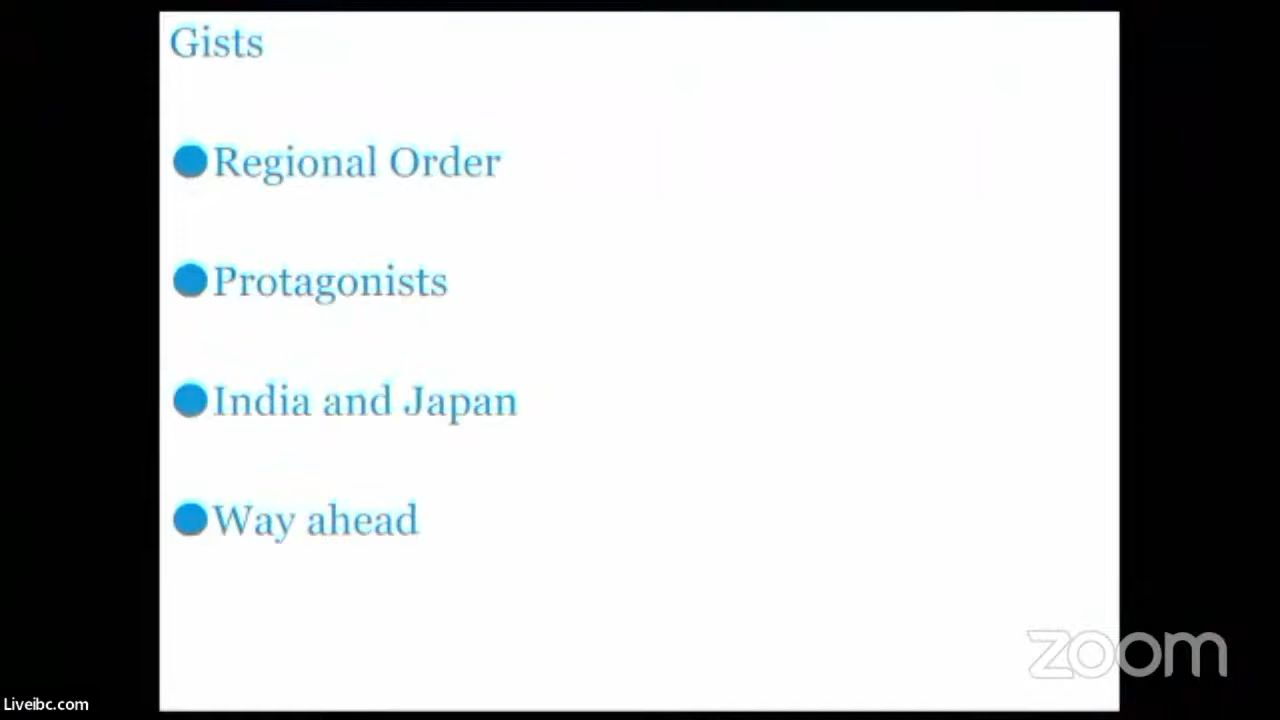 Gists
●Regional Order
●Protagonists
●India and Japan
●Way ahead
zoom
Liveibc.com